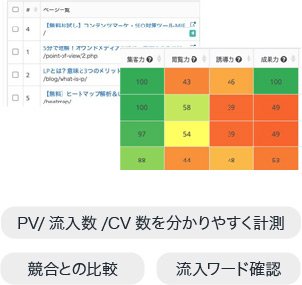 # ページ一覧
4 【無料お試し】コンテンツマーケ・SEO対策ツールMIE
/
1 5分で理解！オウンドメディア
/point-of-view2.php
2 LPとは？意味と3つのメリット
/blog/what-is-lp/
5 【無料】ヒートマップ解析＆
/heatmap/
集客力 閲覧力 誘導力 成果力
100 43 46 100
100 58 39 49
97 54 39 49
88 44 48 63
PV/ 流入数 /CV 数を分かりやすく計測
競合との比較
流入ワード確認